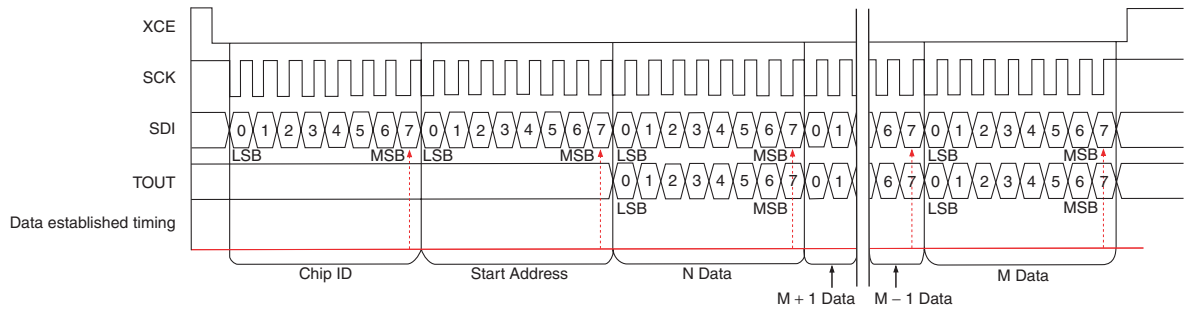 XCE
SCK
SDI 0 1 2 3 4 5 6 7 0 1 2 3 4 5 6 7 0 1 2 3 4 5 6 7 0 1 6 7 0 1 2 3 4 5 6 7
LSB MSB LSB MSB LSB MSB LSB MSB
TOUT 0 1 2 3 4 5 6 7 0 1 6 7 0 1 2 3 4 5 6 7
LSB MSB LSB MSB
Data established timing
Chip ID Start Address N Data M Data
M + 1 Data M − 1 Data